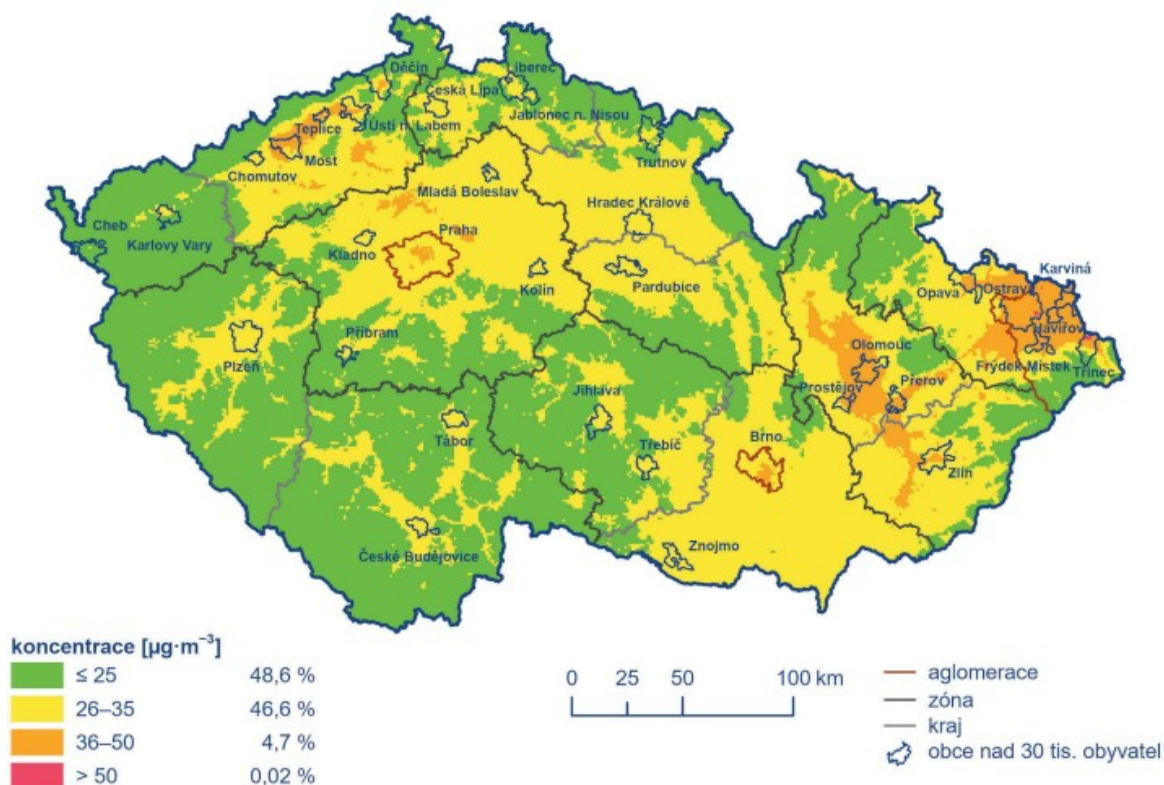 Děčín
Liberec
Česká Lípa
Jablonec n. Nisou
Teplice
Ústí n. Labem
Most
Chomutov
Trutnov
Mladá Boleslav
Hradec Králové
Cheb
Karlovy Vary
Praha
Kladno
Kolín
Pardubice
Karviná
Opava
Ostrava
Havířov
Příbram
Plzeň
Olomouc
Frýdek Místek
Třinec
Prostějov
Přerov
Jihlava
Tábor
Třebíč
Brno
Zlín
České Budějovice
Znojmo
koncentrace [µg·m⁻³]
≤ 25 48,6 %
26–35 46,6 %
36–50 4,7 %
> 50 0,02 %
0 25 50 100 km
aglomerace
zóna
kraj
obce nad 30 tis. obyvatel